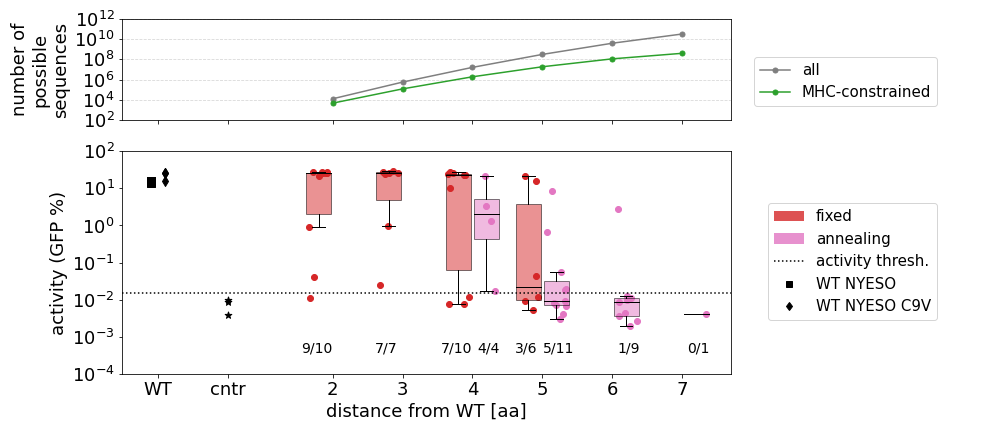 number of
possible
sequences
10^12
10^10
10^8
10^6
10^4
10^2
all
MHC-constrained
activity (GFP %)
10^2
10^1
10^0
10^−1
10^−2
10^−3
10^−4
9/10 7/7 7/10 4/4 3/6 5/11 1/9 0/1
WT cntr 2 3 4 5 6 7
distance from WT [aa]
fixed
annealing
activity thresh.
WT NYESO
WT NYESO C9V